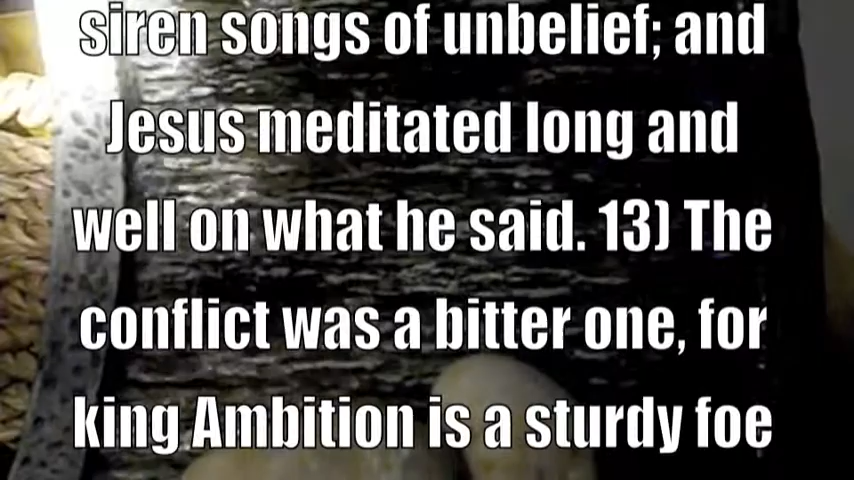 siren songs of unbelief; and
Jesus meditated long and
well on what he said. 13) The
conflict was a bitter one, for
king Ambition is a sturdy foe